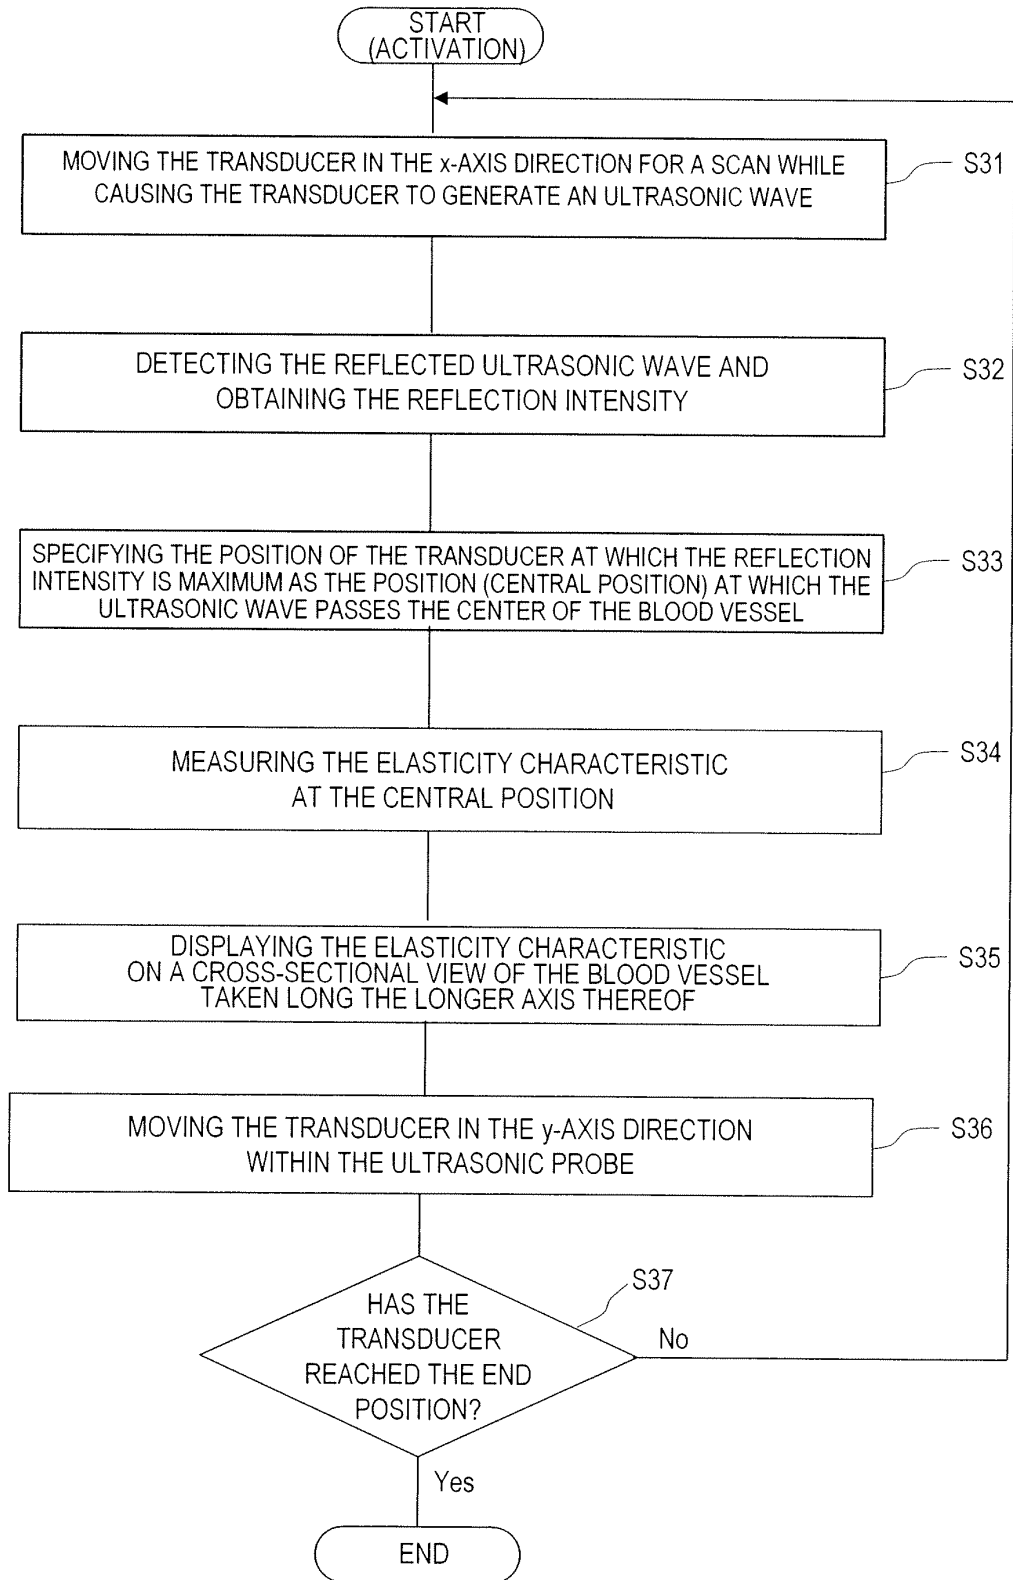 START
(ACTIVATION)
MOVING THE TRANSDUCER IN THE x-AXIS DIRECTION FOR A SCAN WHILE
CAUSING THE TRANSDUCER TO GENERATE AN ULTRASONIC WAVE
S31
DETECTING THE REFLECTED ULTRASONIC WAVE AND
OBTAINING THE REFLECTION INTENSITY
S32
SPECIFYING THE POSITION OF THE TRANSDUCER AT WHICH THE REFLECTION
INTENSITY IS MAXIMUM AS THE POSITION (CENTRAL POSITION) AT WHICH THE
ULTRASONIC WAVE PASSES THE CENTER OF THE BLOOD VESSEL
S33
MEASURING THE ELASTICITY CHARACTERISTIC
AT THE CENTRAL POSITION
S34
DISPLAYING THE ELASTICITY CHARACTERISTIC
ON A CROSS-SECTIONAL VIEW OF THE BLOOD VESSEL
TAKEN LONG THE LONGER AXIS THEREOF
S35
MOVING THE TRANSDUCER IN THE y-AXIS DIRECTION
WITHIN THE ULTRASONIC PROBE
S36
S37
HAS THE
TRANSDUCER
REACHED THE END
POSITION?
No
Yes
END